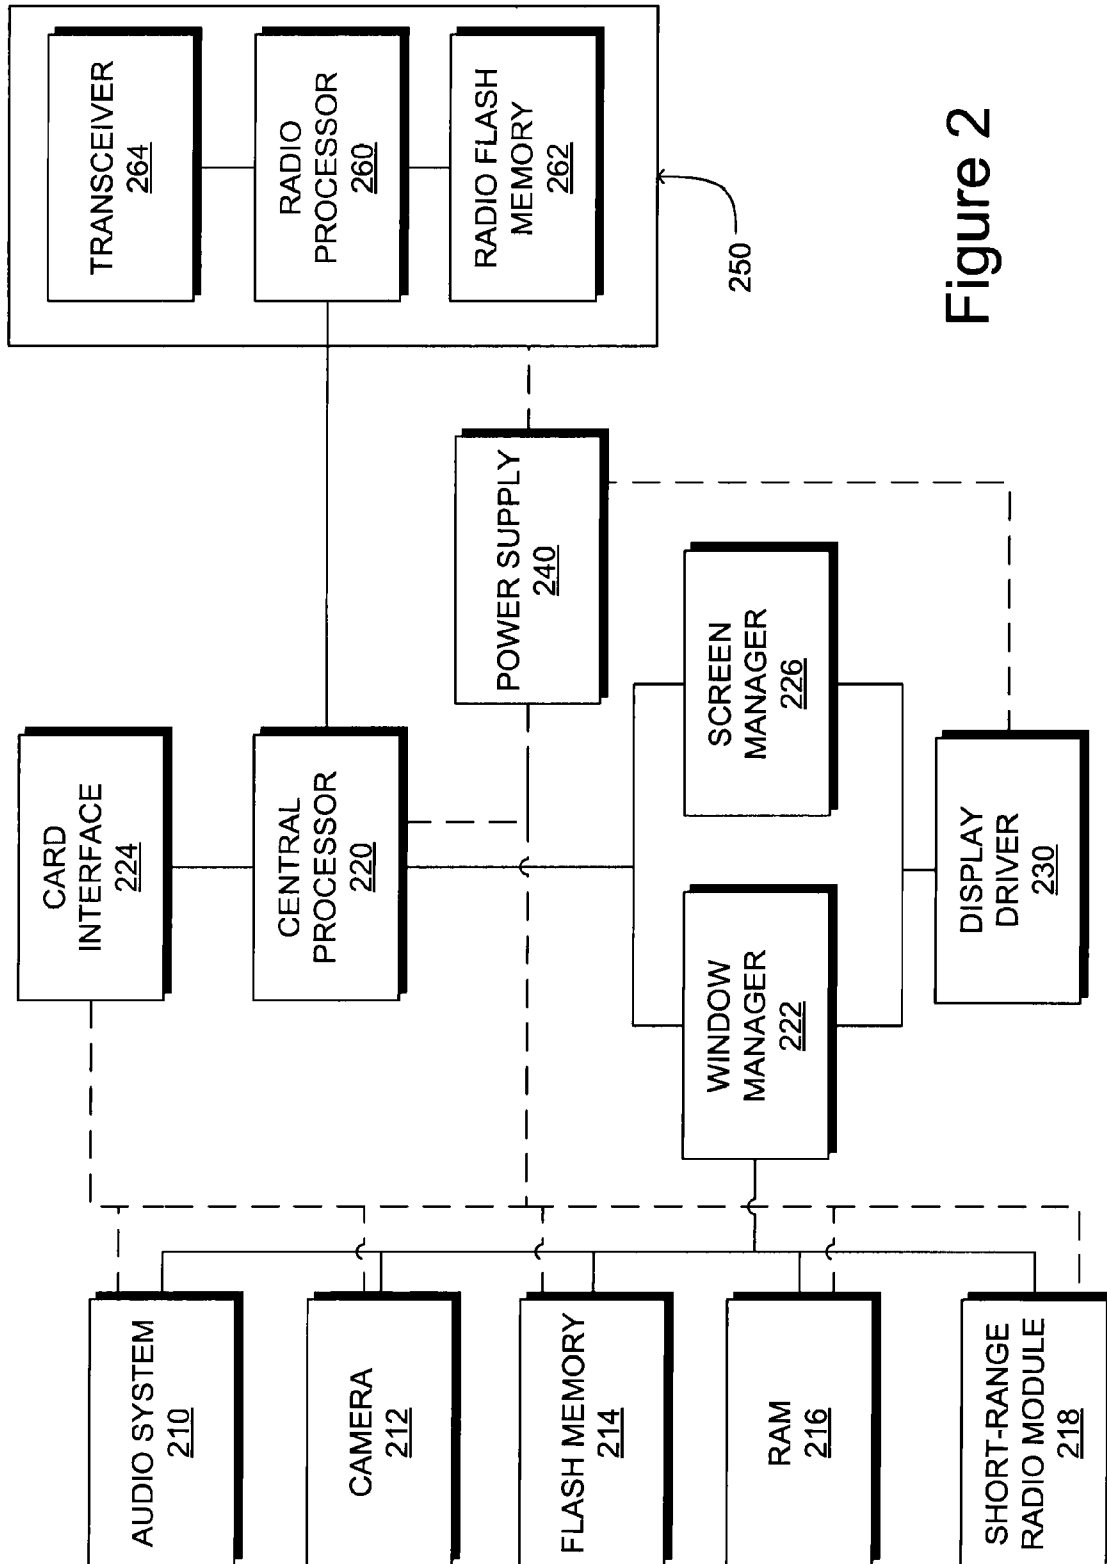 AUDIO SYSTEM
210
CAMERA
212
FLASH MEMORY
214
RAM
216
SHORT-RANGE
RADIO MODULE
218
CARD
INTERFACE
224
CENTRAL
PROCESSOR
220
WINDOW
MANAGER
222
SCREEN
MANAGER
226
DISPLAY
DRIVER
230
POWER SUPPLY
240
TRANSCEIVER
264
RADIO
PROCESSOR
260
RADIO FLASH
MEMORY
262
250
Figure 2